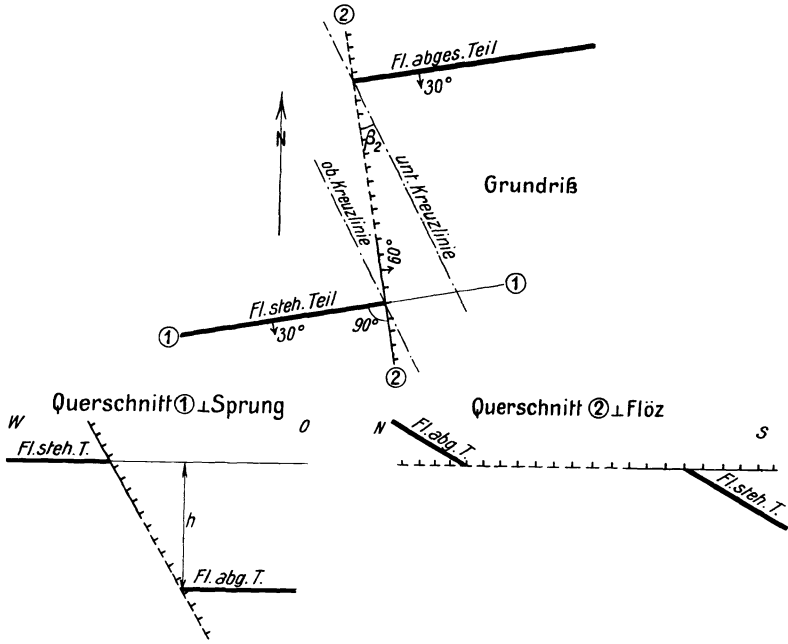 ②
Fl. abges. Teil
30°
N
β₂
ob. Kreuzlinie
unt. Kreuzlinie
Grundriß
60°
①
Fl. steh. Teil
①
30°
90°
②
Querschnitt ① ⊥ Sprung
W
O
Fl. steh. T.
h
Fl. abg. T.
Querschnitt ② ⊥ Flöz
N
S
Fl. abg. T.
Fl. steh. T.